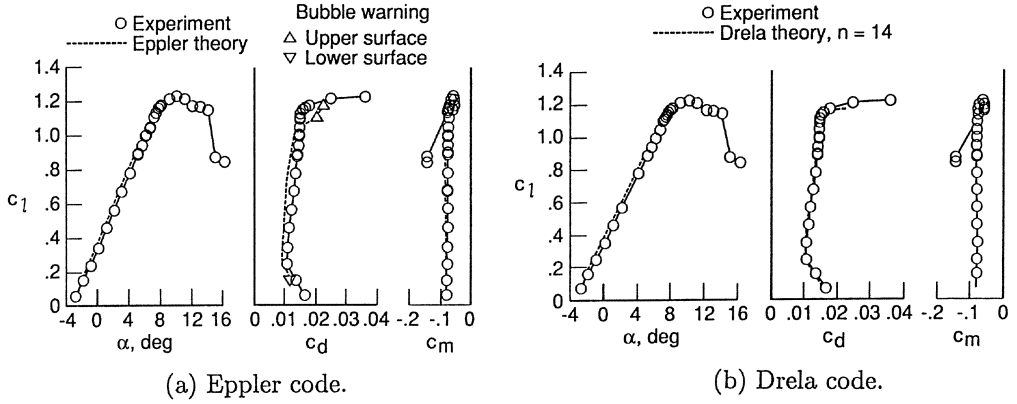 Experiment
Eppler theory
Bubble warning
Upper surface
Lower surface
1.4
1.2
1.0
.8
.6
.4
.2
0
c_l
-4 0 4 8 12 16
α, deg
0 .01 .02 .03 .04
c_d
-.2 -.1 0
c_m
(a) Eppler code.
Experiment
Drela theory, n = 14
1.4
1.2
1.0
.8
.6
.4
.2
0
c_l
-4 0 4 8 12 16
α, deg
0 .01 .02 .03 .04
c_d
-.2 -.1 0
c_m
(b) Drela code.